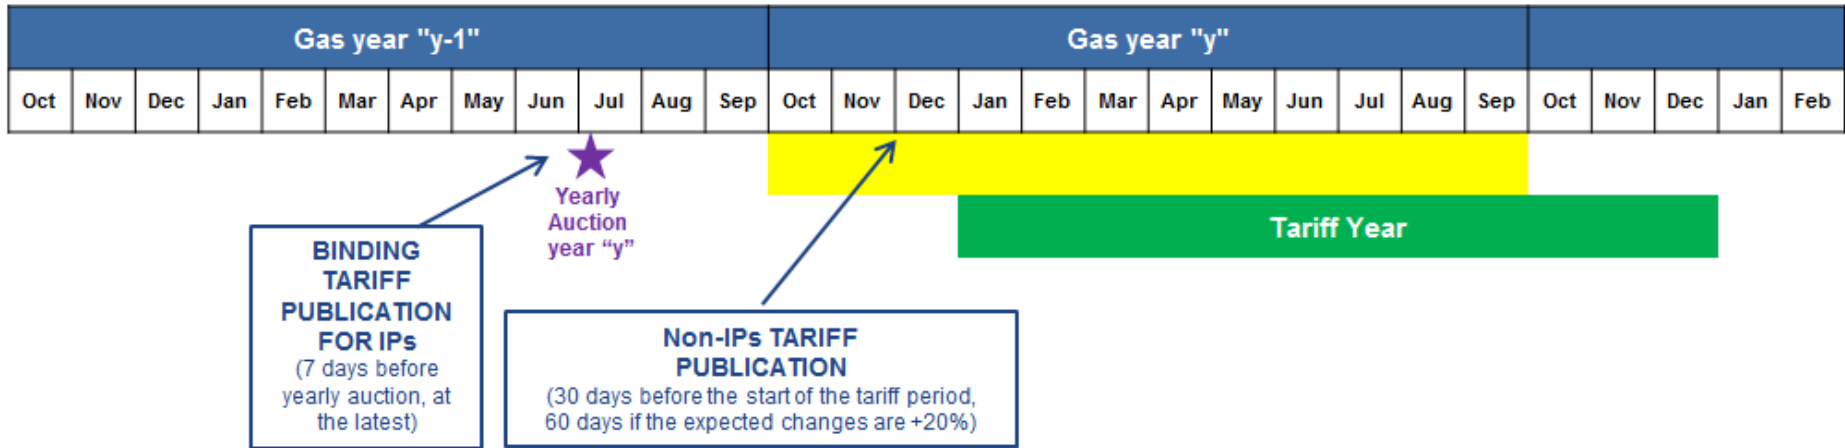 Gas year "y-1" Gas year "y"
Oct Nov Dec Jan Feb Mar Apr May Jun Jul Aug Sep Oct Nov Dec Jan Feb Mar Apr May Jun Jul Aug Sep Oct Nov Dec Jan Feb
Yearly
Auction
year “y”
Tariff Year
BINDING
TARIFF
PUBLICATION
FOR IPs
(7 days before
yearly auction, at
the latest)
Non-IPs TARIFF
PUBLICATION
(30 days before the start of the tariff period,
60 days if the expected changes are +20%)